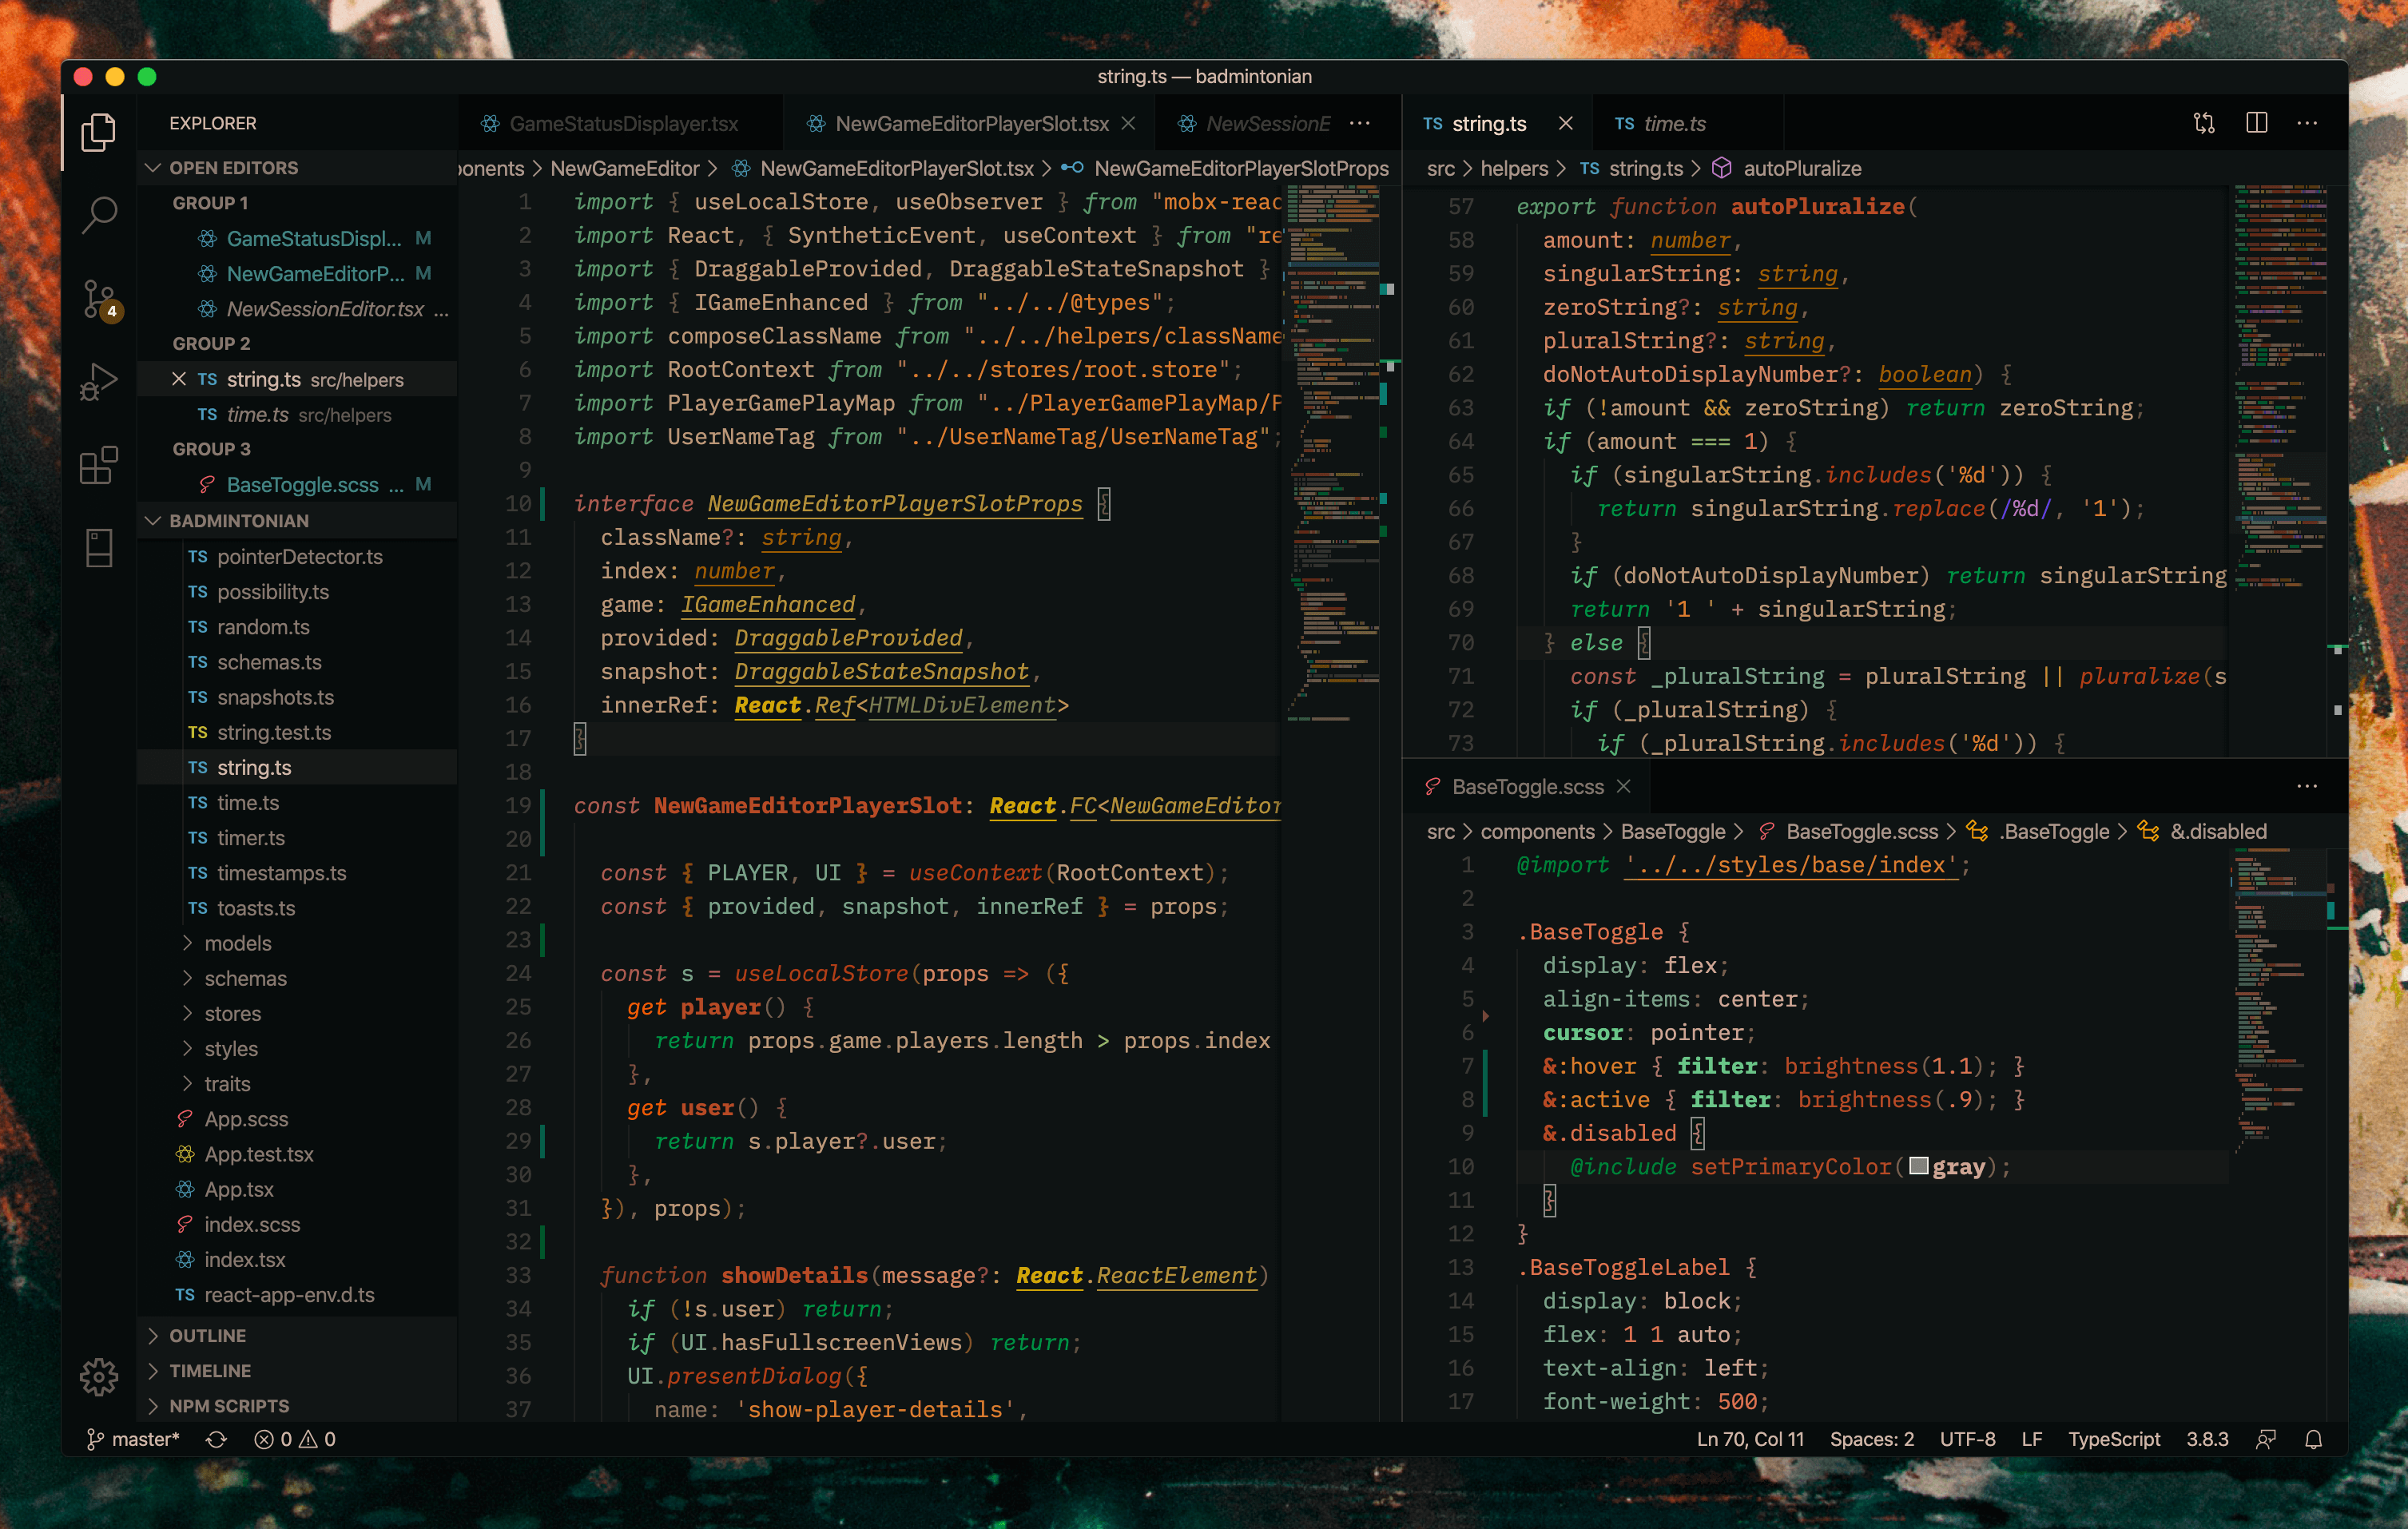 string.ts — badmintonian
EXPLORER
OPEN EDITORS
GROUP 1
GameStatusDispl... M
NewGameEditorP... M
NewSessionEditor.tsx ...
GROUP 2
TS string.ts src/helpers
TS time.ts src/helpers
GROUP 3
BaseToggle.scss ... M
4
BADMINTONIAN
TS pointerDetector.ts
TS possibility.ts
TS random.ts
TS schemas.ts
TS snapshots.ts
TS string.test.ts
TS string.ts
TS time.ts
TS timer.ts
TS timestamps.ts
TS toasts.ts
models
schemas
stores
styles
traits
App.scss
App.test.tsx
App.tsx
index.scss
index.tsx
TS react-app-env.d.ts
OUTLINE
TIMELINE
NPM SCRIPTS
GameStatusDisplayer.tsx NewGameEditorPlayerSlot.tsx NewSessionE ...
ponents > NewGameEditor > NewGameEditorPlayerSlot.tsx > NewGameEditorPlayerSlotProps
1 import { useLocalStore, useObserver } from "mobx-reac
2 import React, { SyntheticEvent, useContext } from "re
3 import { DraggableProvided, DraggableStateSnapshot }
4 import { IGameEnhanced } from "../../@types";
5 import composeClassName from "../../helpers/className
6 import RootContext from "../../stores/root.store";
7 import PlayerGamePlayMap from "../PlayerGamePlayMap/P
8 import UserNameTag from "../UserNameTag/UserNameTag";
9
10 interface NewGameEditorPlayerSlotProps {
11 className?: string,
12 index: number,
13 game: IGameEnhanced,
14 provided: DraggableProvided,
15 snapshot: DraggableStateSnapshot,
16 innerRef: React.Ref<HTMLDivElement>
17 }
18
19 const NewGameEditorPlayerSlot: React.FC<NewGameEditor
20
21 const { PLAYER, UI } = useContext(RootContext);
22 const { provided, snapshot, innerRef } = props;
23
24 const s = useLocalStore(props => ({
25 get player() {
26 return props.game.players.length > props.index
27 },
28 get user() {
29 return s.player?.user;
30 },
31 }), props);
32
33 function showDetails(message?: React.ReactElement)
34 if (!s.user) return;
35 if (UI.hasFullscreenViews) return;
36 UI.presentDialog({
37 name: 'show-player-details',
TS string.ts TS time.ts
src > helpers > TS string.ts > autoPluralize
57 export function autoPluralize(
58 amount: number,
59 singularString: string,
60 zeroString?: string,
61 pluralString?: string,
62 doNotAutoDisplayNumber?: boolean) {
63 if (!amount && zeroString) return zeroString;
64 if (amount === 1) {
65 if (singularString.includes('%d')) {
66 return singularString.replace(/%d/, '1');
67 }
68 if (doNotAutoDisplayNumber) return singularString
69 return '1 ' + singularString;
70 } else {
71 const _pluralString = pluralString || pluralize(s
72 if (_pluralString) {
73 if (_pluralString.includes('%d')) {
BaseToggle.scss
src > components > BaseToggle > BaseToggle.scss > .BaseToggle > &.disabled
1 @import '../../styles/base/index';
2
3 .BaseToggle {
4 display: flex;
5 align-items: center;
6 cursor: pointer;
7 &:hover { filter: brightness(1.1); }
8 &:active { filter: brightness(.9); }
9 &.disabled {
10 @include setPrimaryColor(gray);
11 }
12 }
13 .BaseToggleLabel {
14 display: block;
15 flex: 1 1 auto;
16 text-align: left;
17 font-weight: 500;
master* 0 0 Ln 70, Col 11 Spaces: 2 UTF-8 LF TypeScript 3.8.3